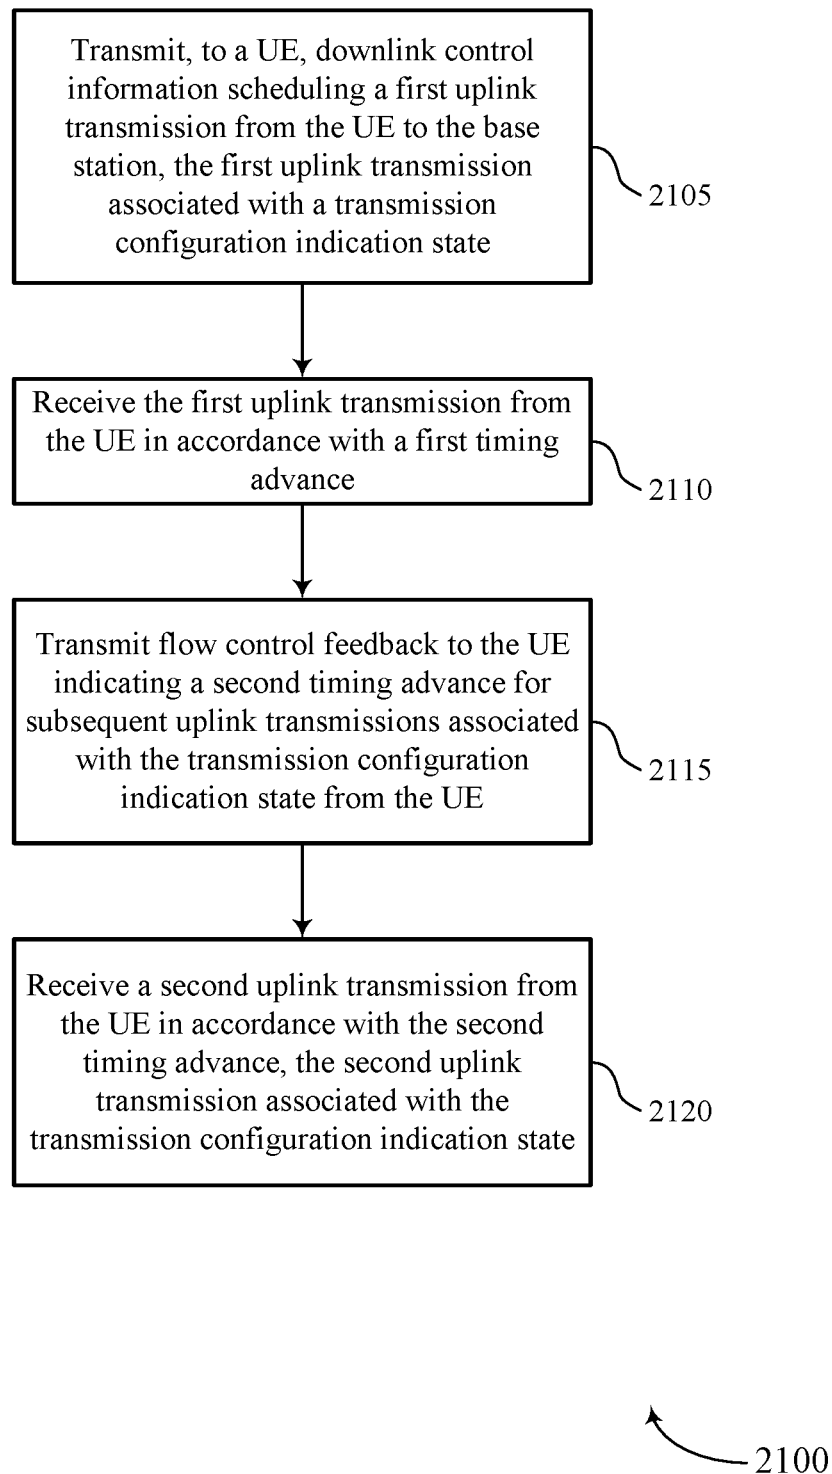 Transmit, to a UE, downlink control
information scheduling a first uplink
transmission from the UE to the base
station, the first uplink transmission
associated with a transmission
configuration indication state
2105
Receive the first uplink transmission from
the UE in accordance with a first timing
advance
2110
Transmit flow control feedback to the UE
indicating a second timing advance for
subsequent uplink transmissions associated
with the transmission configuration
indication state from the UE
2115
Receive a second uplink transmission from
the UE in accordance with the second
timing advance, the second uplink
transmission associated with the
transmission configuration indication state
2120
2100